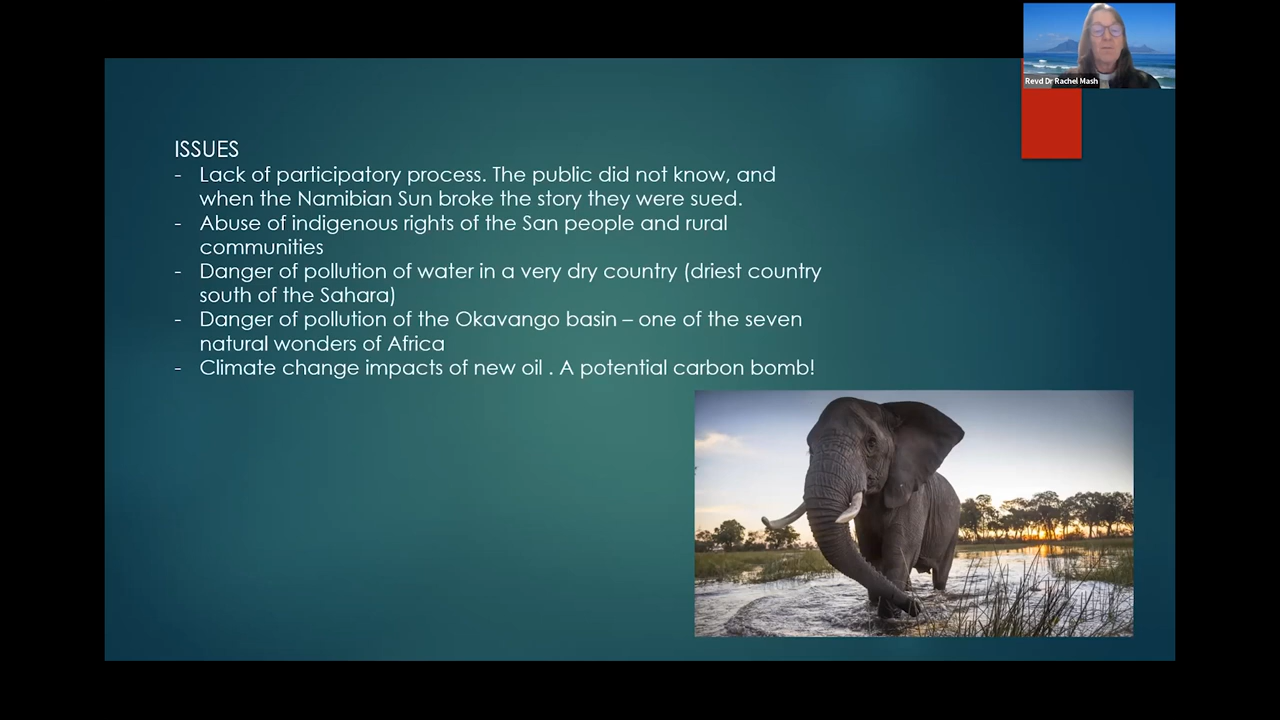 Revd Dr Rachel Mash
ISSUES
- Lack of participatory process. The public did not know, and
when the Namibian Sun broke the story they were sued.
- Abuse of indigenous rights of the San people and rural
communities
- Danger of pollution of water in a very dry country (driest country
south of the Sahara)
- Danger of pollution of the Okavango basin – one of the seven
natural wonders of Africa
- Climate change impacts of new oil . A potential carbon bomb!